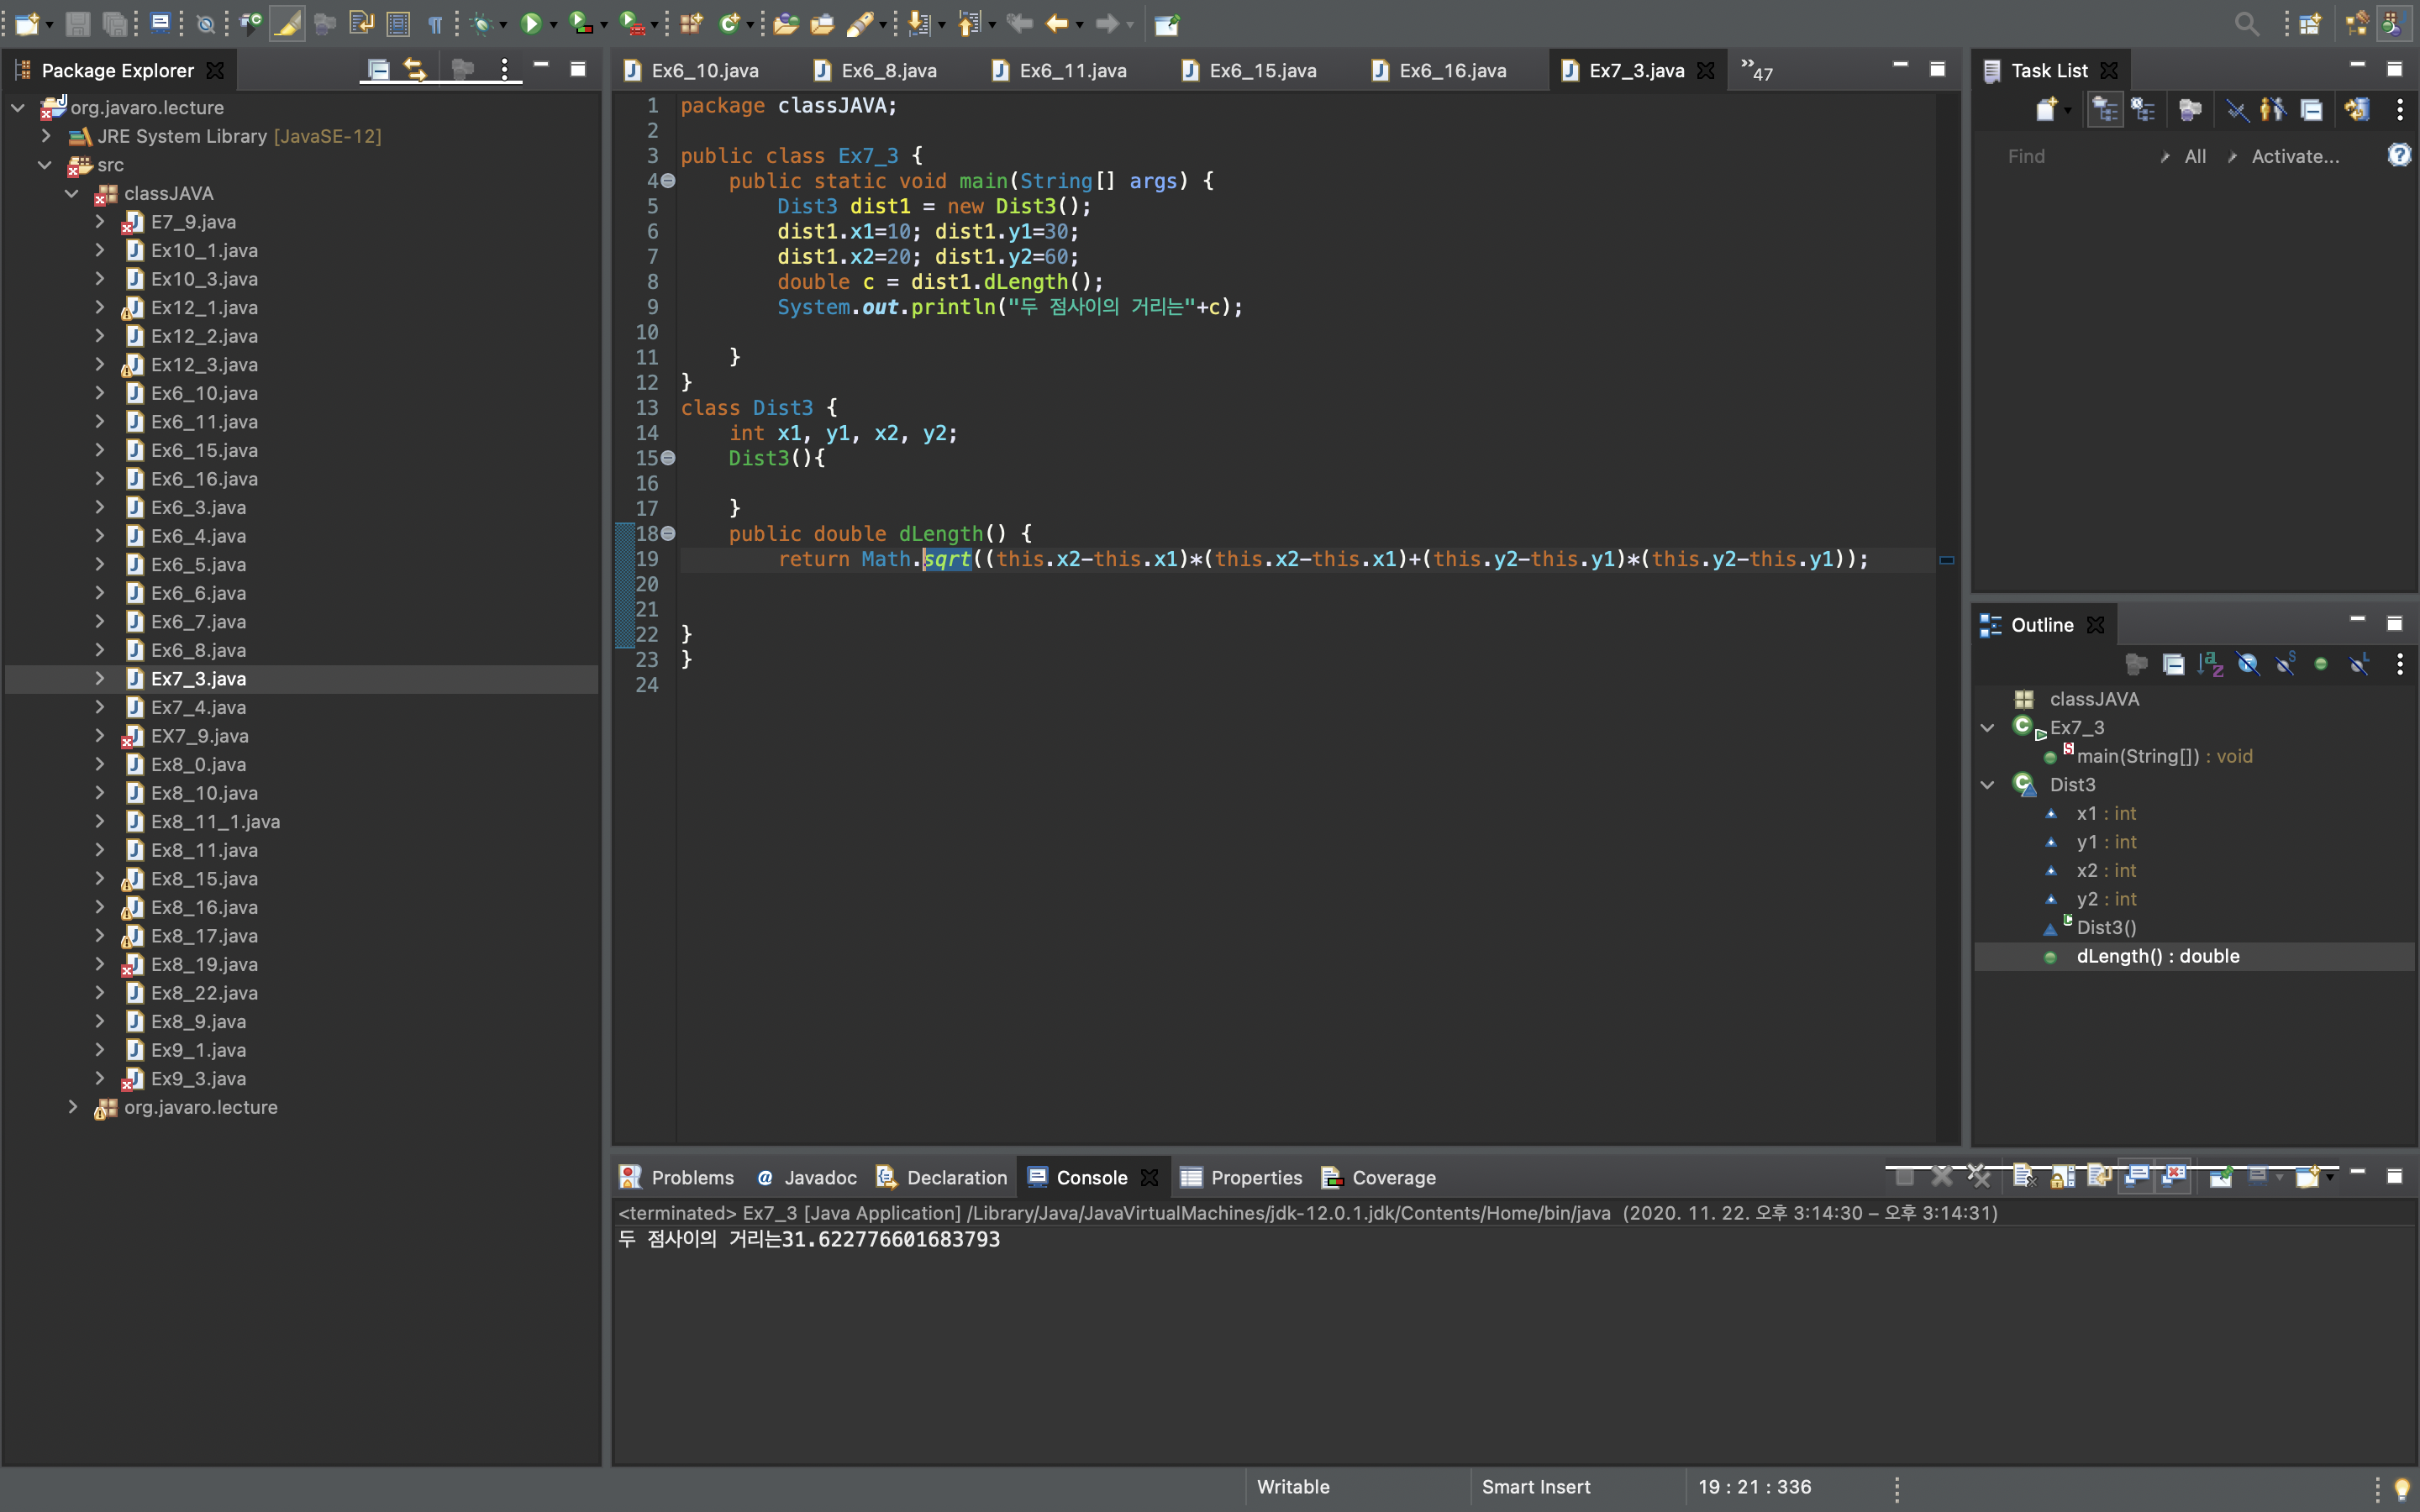 Package Explorer
org.javaro.lecture
JRE System Library [JavaSE-12]
src
classJAVA
E7_9.java
Ex10_1.java
Ex10_3.java
Ex12_1.java
Ex12_2.java
Ex12_3.java
Ex6_10.java
Ex6_11.java
Ex6_15.java
Ex6_16.java
Ex6_3.java
Ex6_4.java
Ex6_5.java
Ex6_6.java
Ex6_7.java
Ex6_8.java
Ex7_3.java
Ex7_4.java
EX7_9.java
Ex8_0.java
Ex8_10.java
Ex8_11_1.java
Ex8_11.java
Ex8_15.java
Ex8_16.java
Ex8_17.java
Ex8_19.java
Ex8_22.java
Ex8_9.java
Ex9_1.java
Ex9_3.java
org.javaro.lecture
Ex6_10.java Ex6_8.java Ex6_11.java Ex6_15.java Ex6_16.java Ex7_3.java »47
1 package classJAVA;
2
3 public class Ex7_3 {
4 public static void main(String[] args) {
5 Dist3 dist1 = new Dist3();
6 dist1.x1=10; dist1.y1=30;
7 dist1.x2=20; dist1.y2=60;
8 double c = dist1.dLength();
9 System.out.println("두 점사이의 거리는"+c);
10
11 }
12 }
13 class Dist3 {
14 int x1, y1, x2, y2;
15 Dist3(){
16
17 }
18 public double dLength() {
19 return Math.sqrt((this.x2-this.x1)*(this.x2-this.x1)+(this.y2-this.y1)*(this.y2-this.y1));
20
21
22 }
23 }
24
Task List
Find All Activate...
Outline
classJAVA
Ex7_3
main(String[]) : void
Dist3
x1 : int
y1 : int
x2 : int
y2 : int
Dist3()
dLength() : double
Problems Javadoc Declaration Console Properties Coverage
<terminated> Ex7_3 [Java Application] /Library/Java/JavaVirtualMachines/jdk-12.0.1.jdk/Contents/Home/bin/java (2020. 11. 22. 오후 3:14:30 – 오후 3:14:31)
두 점사이의 거리는31.622776601683793
Writable Smart Insert 19 : 21 : 336